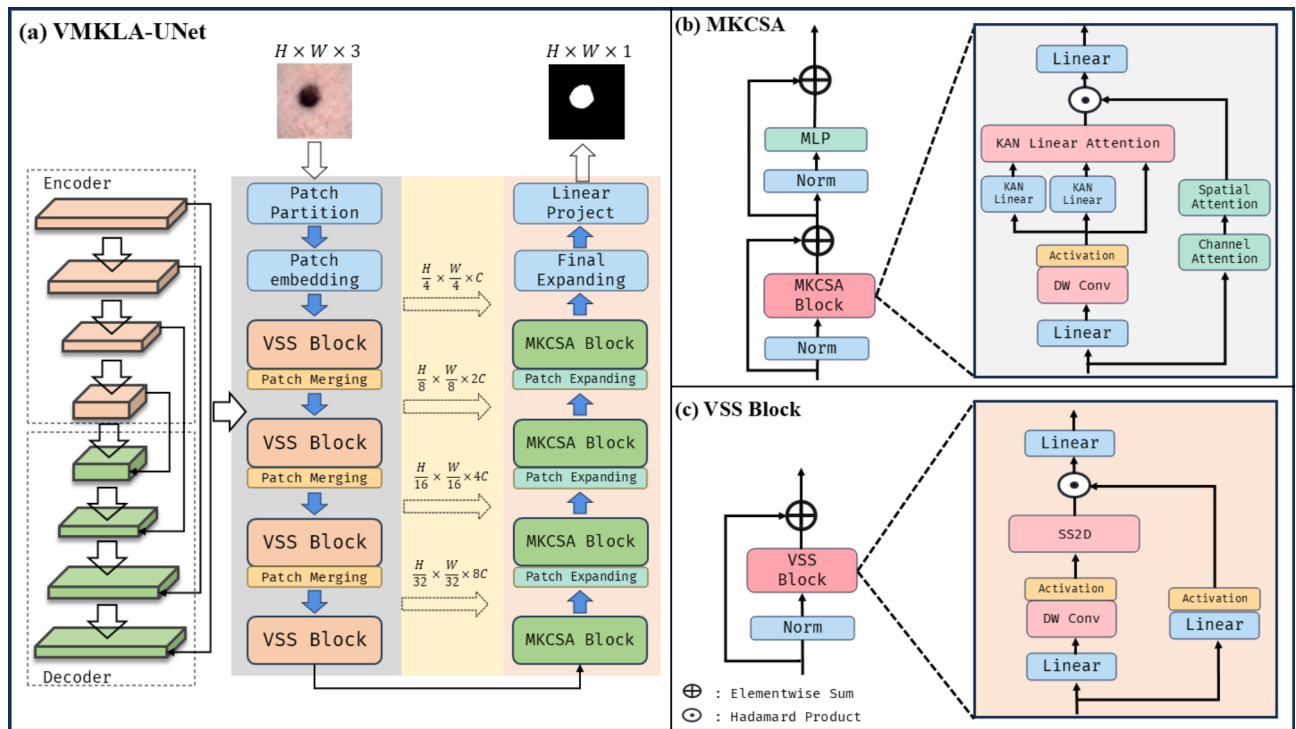 (a) VMKLA-UNet
H × W × 3
H × W × 1
Encoder
Decoder
Patch
Partition
Patch
embedding
VSS Block
Patch Merging
VSS Block
Patch Merging
VSS Block
Patch Merging
VSS Block
H/4 × W/4 × C
H/8 × W/8 × 2C
H/16 × W/16 × 4C
H/32 × W/32 × 8C
Linear
Project
Final
Expanding
MKCSA Block
Patch Expanding
MKCSA Block
Patch Expanding
MKCSA Block
Patch Expanding
MKCSA Block
(b) MKCSA
MLP
Norm
MKCSA
Block
Norm
Linear
KAN Linear Attention
KAN
Linear
KAN
Linear
Spatial
Attention
Activation
Channel
Attention
DW Conv
Linear
(c) VSS Block
VSS
Block
Norm
⊕ : Elementwise Sum
⊙ : Hadamard Product
Linear
SS2D
Activation
DW Conv
Activation
Linear
Linear